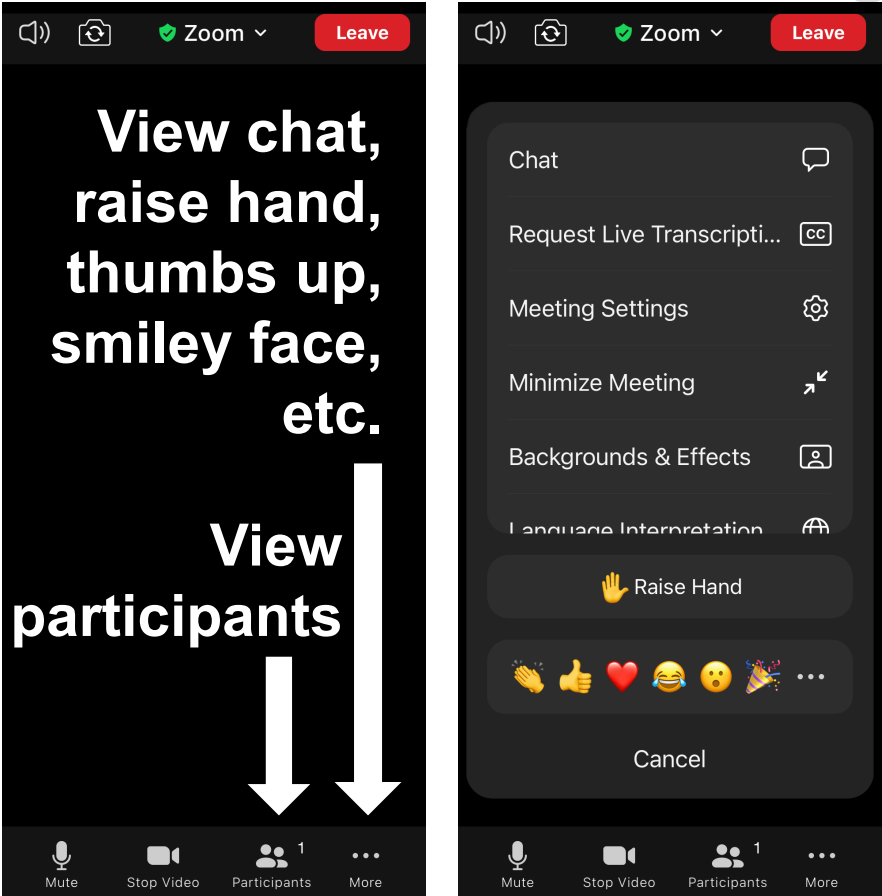 Zoom
Leave
View chat,
raise hand,
thumbs up,
smiley face,
etc.
View
participants
Mute
Stop Video
Participants
1
More
Zoom
Leave
Chat
Request Live Transcripti...
CC
Meeting Settings
Minimize Meeting
Backgrounds & Effects
Language Interpretation
Raise Hand
Cancel
Mute
Stop Video
Participants
1
More